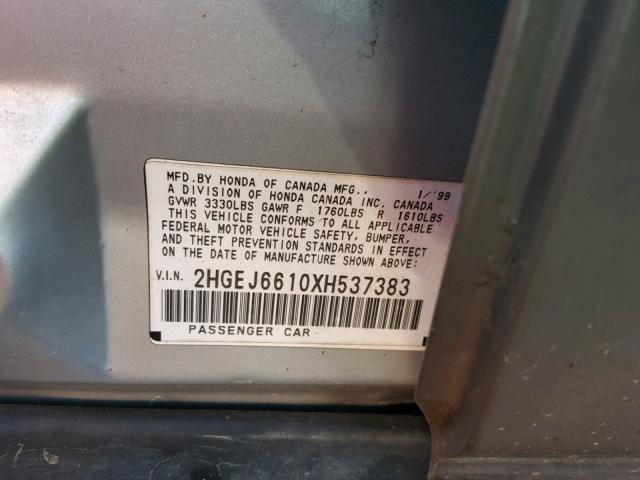 MFD.BY HONDA OF CANADA MFG., 1/'99
A DIVISION OF HONDA CANADA INC. CANADA
GVWR 3330LBS GAWR F 1760LBS R 1610LBS
THIS VEHICLE CONFORMS TO ALL APPLICABLE
FEDERAL MOTOR VEHICLE SAFETY, BUMPER,
AND THEFT PREVENTION STANDARDS IN EFFECT
ON THE DATE OF MANUFACTURE SHOWN ABOVE.
V.I.N. 2HGEJ6610XH537383
PASSENGER CAR